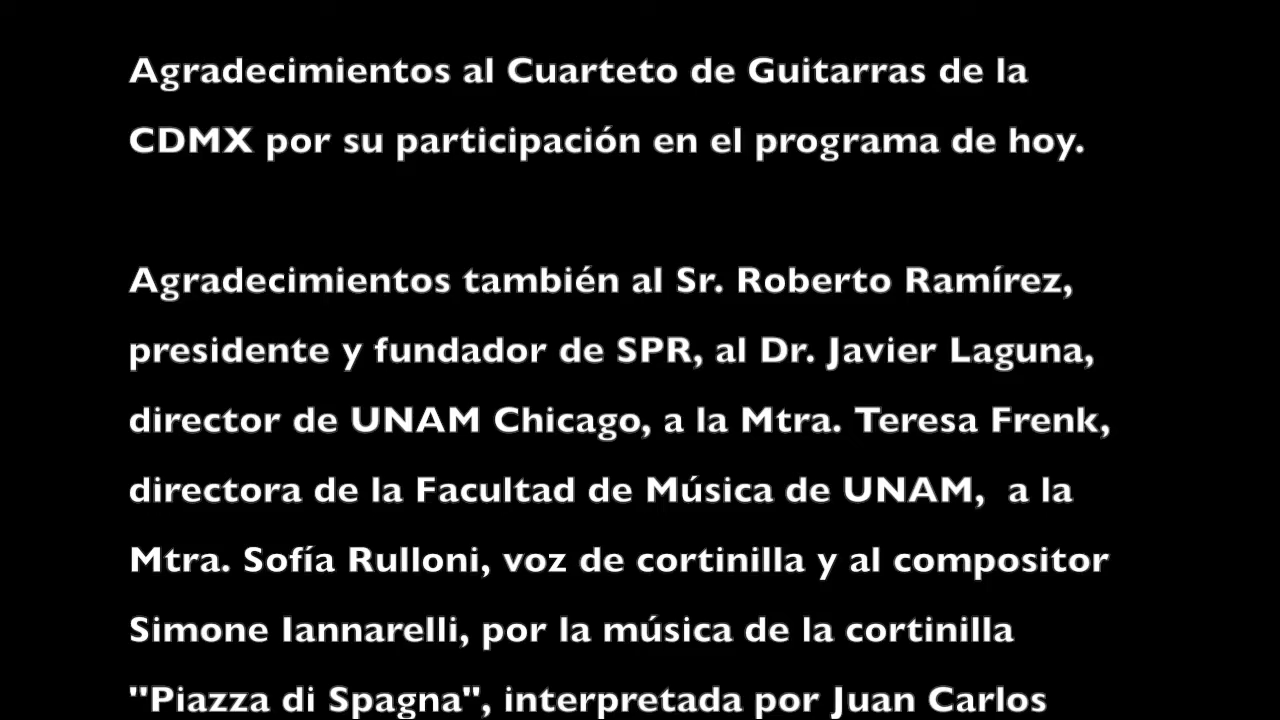 Agradecimientos al Cuarteto de Guitarras de la
CDMX por su participación en el programa de hoy.
Agradecimientos también al Sr. Roberto Ramírez,
presidente y fundador de SPR, al Dr. Javier Laguna,
director de UNAM Chicago, a la Mtra. Teresa Frenk,
directora de la Facultad de Música de UNAM,  a la
Mtra. Sofía Rulloni, voz de cortinilla y al compositor
Simone Iannarelli, por la música de la cortinilla
"Piazza di Spagna", interpretada por Juan Carlos